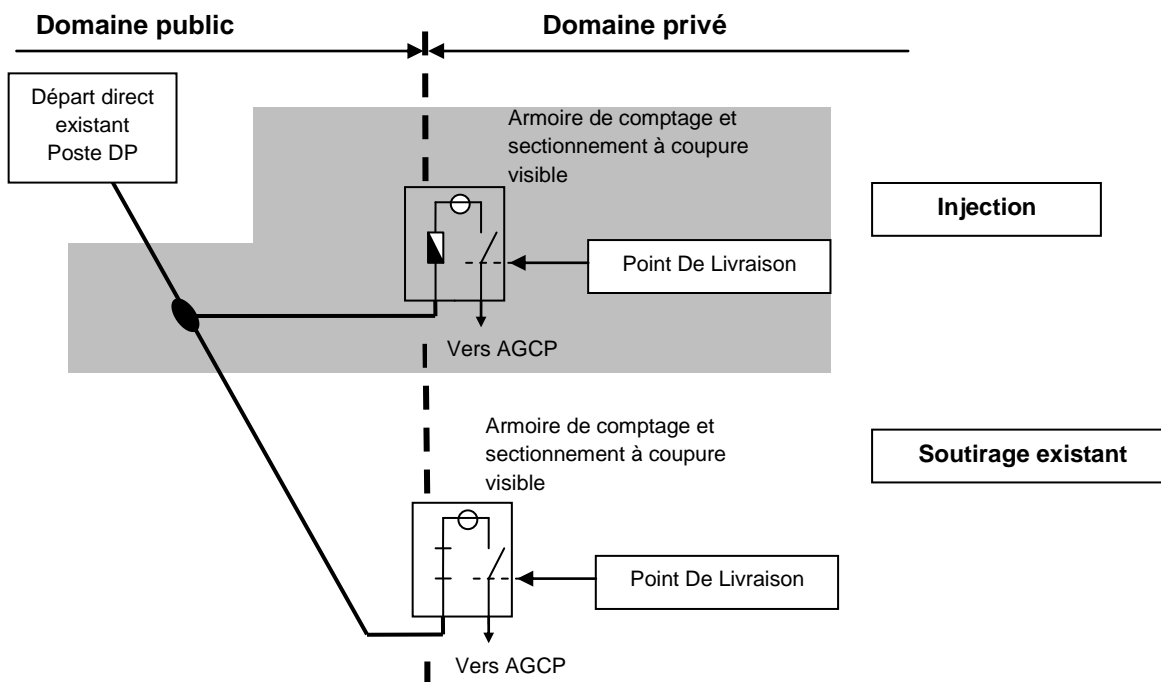 Domaine public
Domaine privé
Départ direct
existant
Poste DP
Armoire de comptage et
sectionnement à coupure
visible
Injection
Point De Livraison
Vers AGCP
Armoire de comptage et
sectionnement à coupure
visible
Soutirage existant
Point De Livraison
Vers AGCP